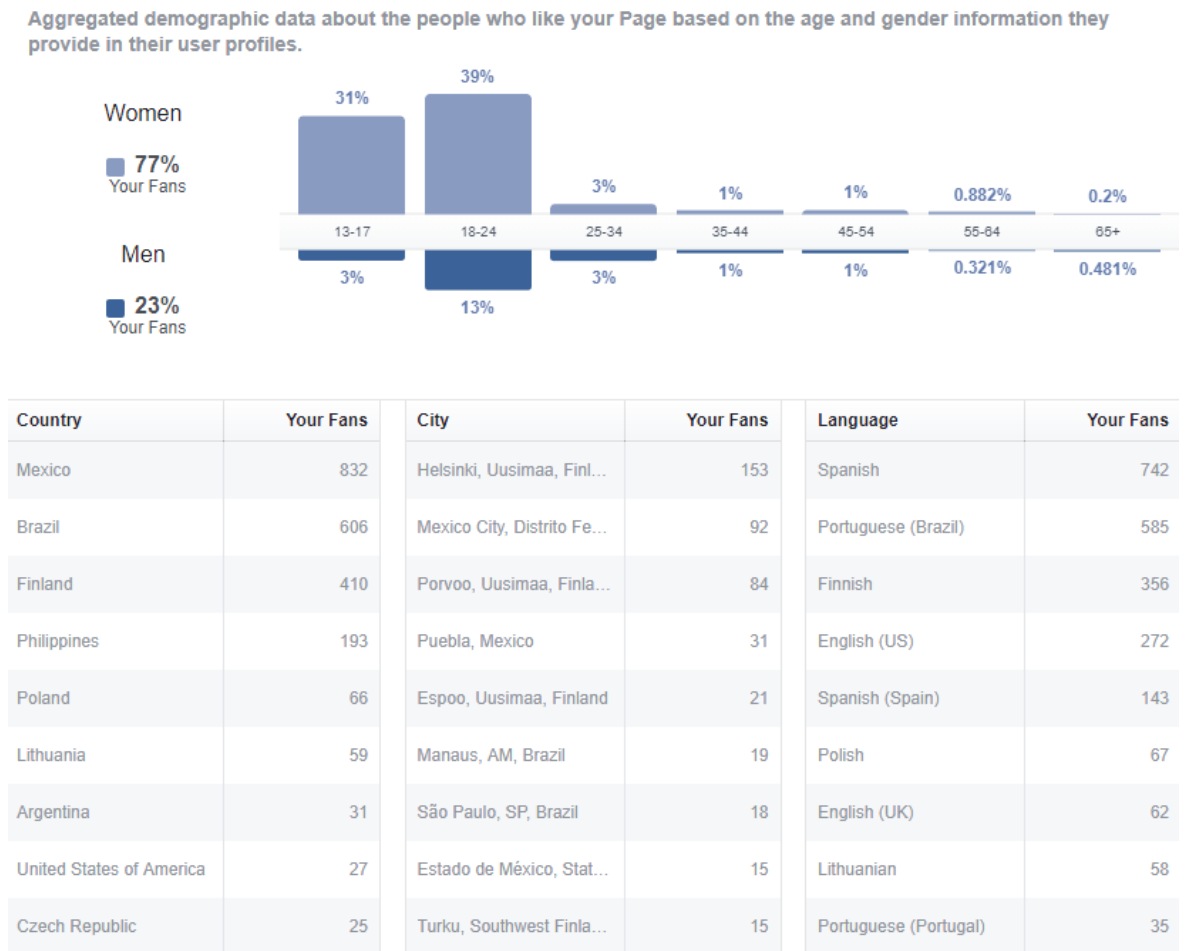 Aggregated demographic data about the people who like your Page based on the age and gender information they
provide in their user profiles.
Women
77%
Your Fans
31%
39%
3%
1%
1%
0.882%
0.2%
13-17
18-24
25-34
35-44
45-54
55-64
65+
Men
23%
Your Fans
3%
13%
3%
1%
1%
0.321%
0.481%
Country Your Fans City Your Fans Language Your Fans
Mexico 832 Helsinki, Uusimaa, Finl... 153 Spanish 742
Brazil 606 Mexico City, Distrito Fe... 92 Portuguese (Brazil) 585
Finland 410 Porvoo, Uusimaa, Finla... 84 Finnish 356
Philippines 193 Puebla, Mexico 31 English (US) 272
Poland 66 Espoo, Uusimaa, Finland 21 Spanish (Spain) 143
Lithuania 59 Manaus, AM, Brazil 19 Polish 67
Argentina 31 São Paulo, SP, Brazil 18 English (UK) 62
United States of America 27 Estado de México, Stat... 15 Lithuanian 58
Czech Republic 25 Turku, Southwest Finla... 15 Portuguese (Portugal) 35